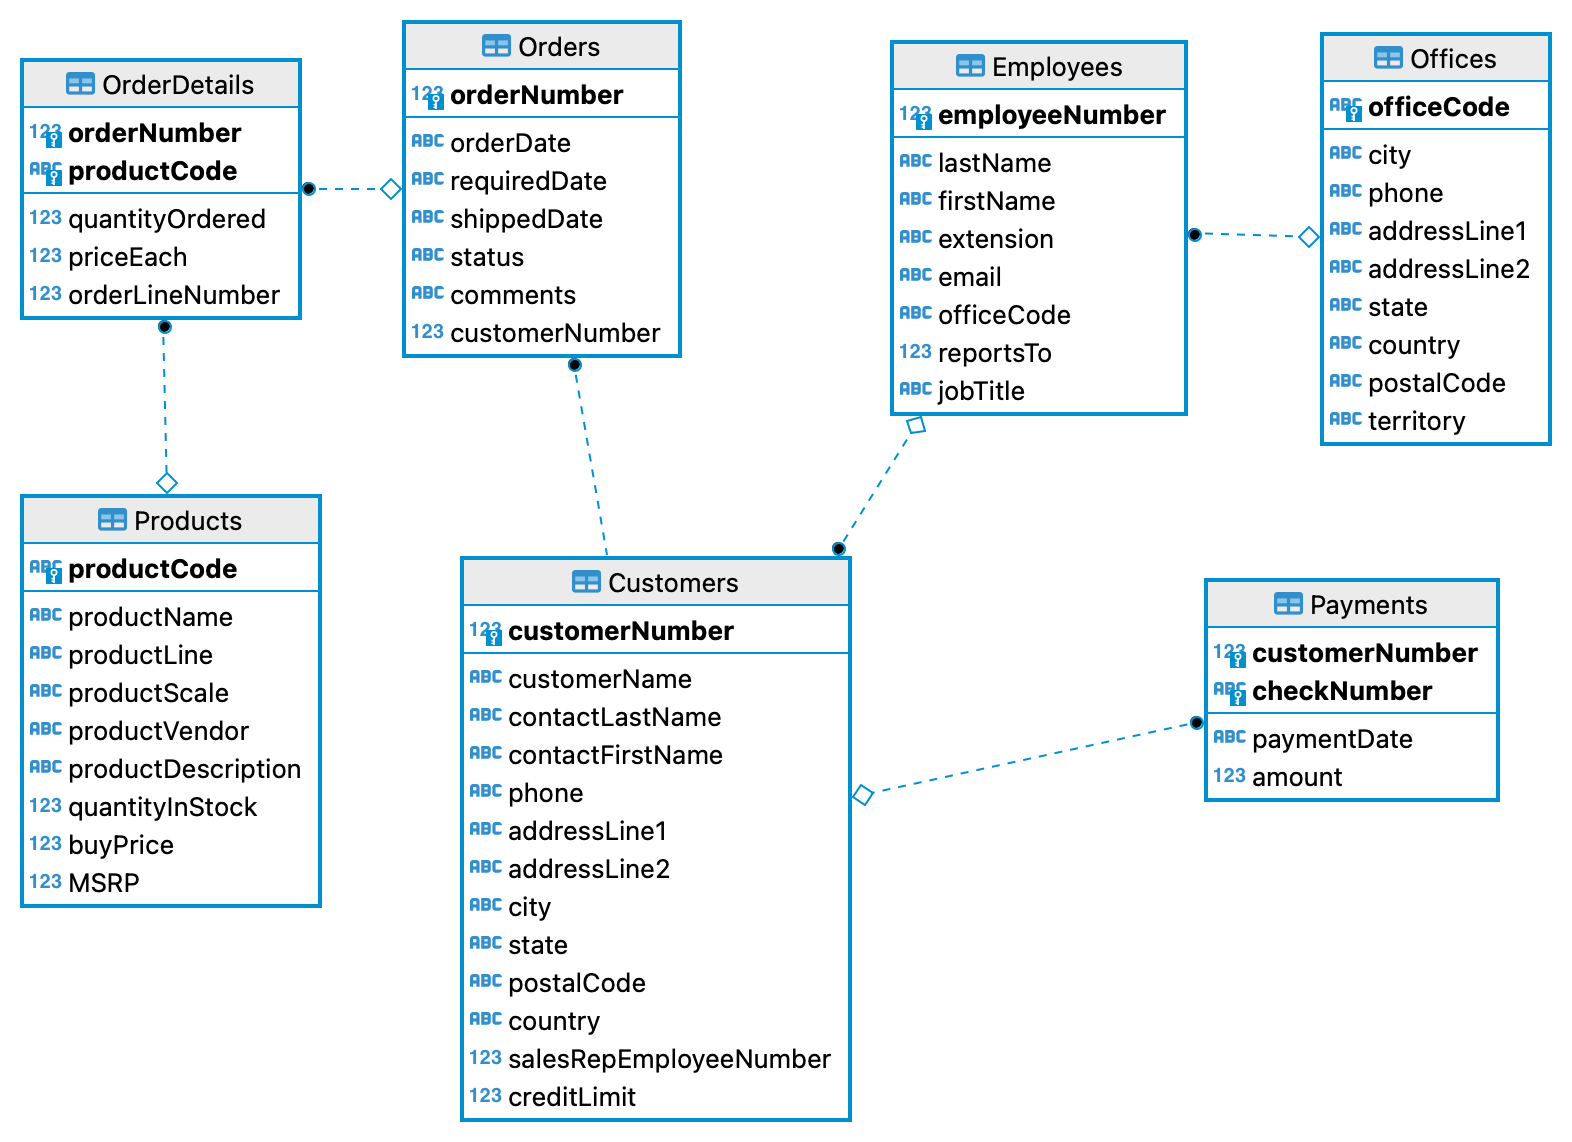 OrderDetails
123 orderNumber
ABC productCode
123 quantityOrdered
123 priceEach
123 orderLineNumber
Orders
123 orderNumber
ABC orderDate
ABC requiredDate
ABC shippedDate
ABC status
ABC comments
123 customerNumber
Employees
123 employeeNumber
ABC lastName
ABC firstName
ABC extension
ABC email
ABC officeCode
123 reportsTo
ABC jobTitle
Offices
ABC officeCode
ABC city
ABC phone
ABC addressLine1
ABC addressLine2
ABC state
ABC country
ABC postalCode
ABC territory
Products
ABC productCode
ABC productName
ABC productLine
ABC productScale
ABC productVendor
ABC productDescription
123 quantityInStock
123 buyPrice
123 MSRP
Customers
123 customerNumber
ABC customerName
ABC contactLastName
ABC contactFirstName
ABC phone
ABC addressLine1
ABC addressLine2
ABC city
ABC state
ABC postalCode
ABC country
123 salesRepEmployeeNumber
123 creditLimit
Payments
123 customerNumber
ABC checkNumber
ABC paymentDate
123 amount